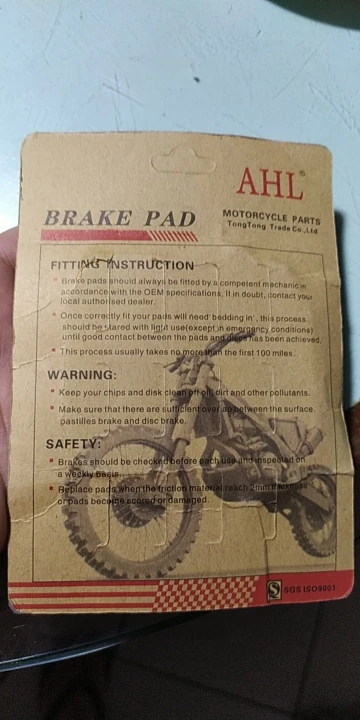 AHL®
BRAKE PAD
MOTORCYCLE PARTS
TongTong Trade Co.,Ltd
FITTING INSTRUCTION
Brake pads should always be fitted by a competent mechanic in
accordance with the OEM specifications, If in doubt, contact your
local authorised dealer.
Once correctly fit your pads will need 'bedding in', this process
should be stared with light use(except in emergency conditions)
until good contact between the pads and discs has been achieved.
This process usually takes no more than the first 100 miles.
WARNING:
Keep your chips and disk clean off oil, dirt and other pollutants.
Make sure that there are sufficient over ap between the surface.
pastilles brake and disc brake.
SAFETY:
Brakes should be checked before each use and inspected on
a weekly basis.
Replace pads when the friction material reach 2mm thickness
or pads become scored or damaged.
SGS ISO9001